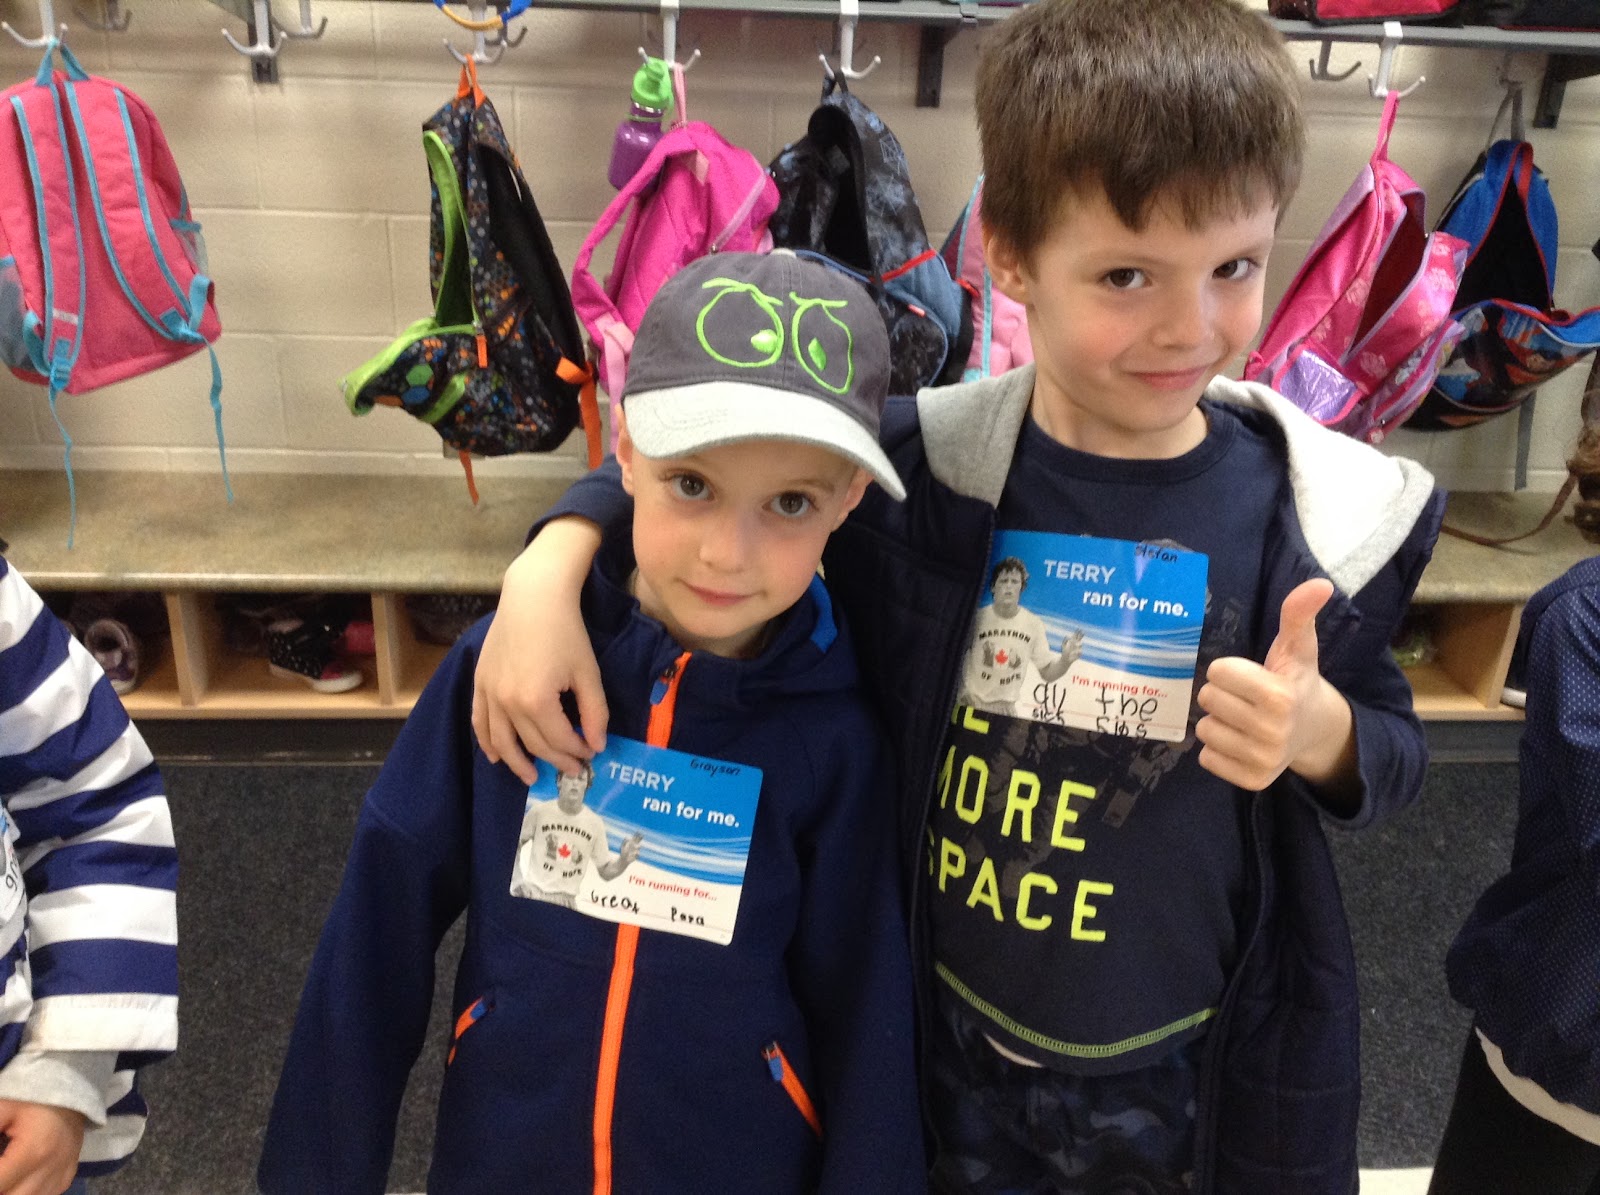 Grayson
TERRY
ran for me.
MARATHON
OF HOPE
I'm running for...
Great Papa
Stefan
TERRY
ran for me.
MARATHON
OF HOPE
I'm running for...
all the
sick kids
MORE
SPACE